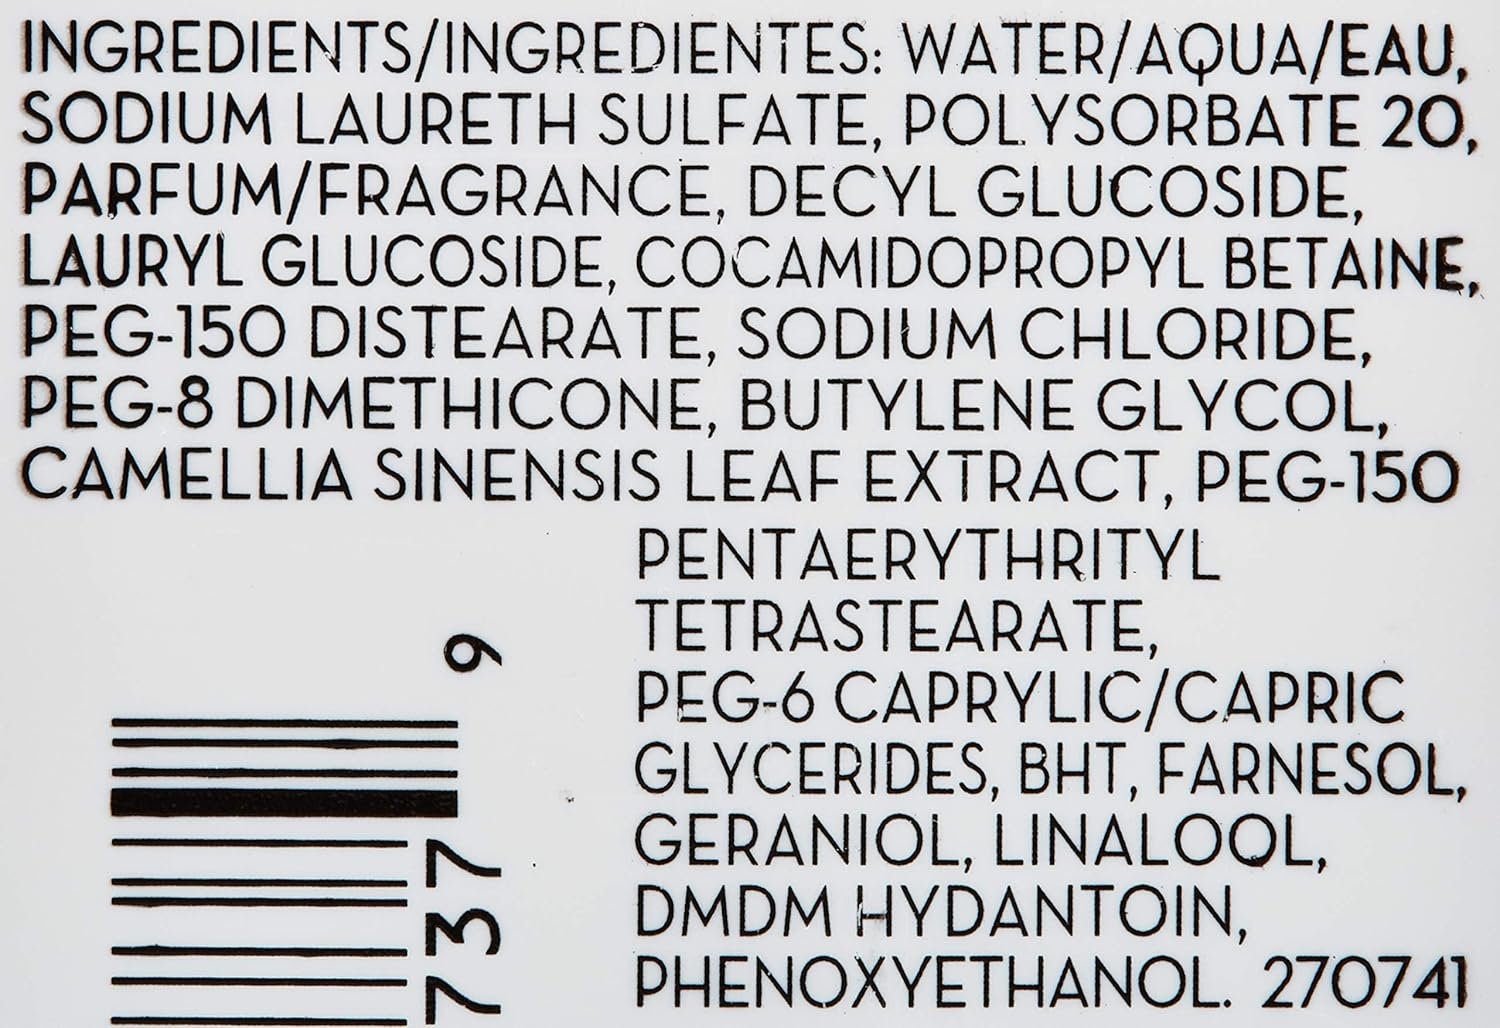 INGREDIENTS/INGREDIENTES: WATER/AQUA/EAU,
SODIUM LAURETH SULFATE, POLYSORBATE 20,
PARFUM/FRAGRANCE, DECYL GLUCOSIDE,
LAURYL GLUCOSIDE, COCAMIDOPROPYL BETAINE,
PEG-150 DISTEARATE, SODIUM CHLORIDE,
PEG-8 DIMETHICONE, BUTYLENE GLYCOL,
CAMELLIA SINENSIS LEAF EXTRACT, PEG-150
PENTAERYTHRITYL
TETRASTEARATE,
PEG-6 CAPRYLIC/CAPRIC
GLYCERIDES, BHT, FARNESOL,
GERANIOL, LINALOOL,
DMDM HYDANTOIN,
PHENOXYETHANOL. 270741
737 9